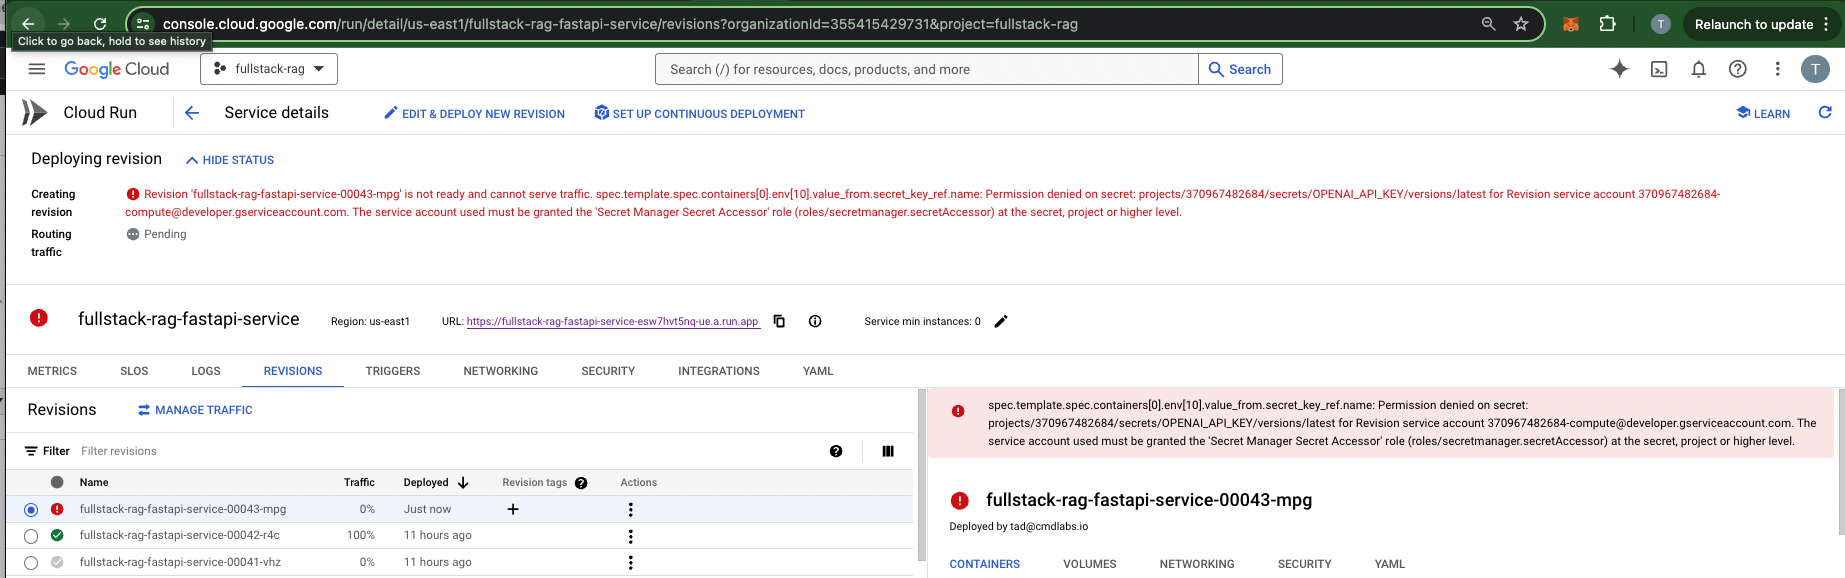 console.cloud.google.com/run/detail/us-east1/fullstack-rag-fastapi-service/revisions?organizationId=355415429731&project=fullstack-rag
T
Relaunch to update
Click to go back, hold to see history
Google Cloud
fullstack-rag
Search (/) for resources, docs, products, and more
Search
T
Cloud Run
Service details
EDIT & DEPLOY NEW REVISION
SET UP CONTINUOUS DEPLOYMENT
LEARN
Deploying revision
HIDE STATUS
Creating revision
Revision 'fullstack-rag-fastapi-service-00043-mpg' is not ready and cannot serve traffic. spec.template.spec.containers[0].env[10].value_from.secret_key_ref.name: Permission denied on secret: projects/370967482684/secrets/OPENAI_API_KEY/versions/latest for Revision service account 370967482684-
compute@developer.gserviceaccount.com. The service account used must be granted the 'Secret Manager Secret Accessor' role (roles/secretmanager.secretAccessor) at the secret, project or higher level.
Routing traffic
Pending
fullstack-rag-fastapi-service
Region: us-east1
URL: https://fullstack-rag-fastapi-service-esw7hvt5nq-ue.a.run.app
Service min instances: 0
METRICS
SLOS
LOGS
REVISIONS
TRIGGERS
NETWORKING
SECURITY
INTEGRATIONS
YAML
Revisions
MANAGE TRAFFIC
Filter Filter revisions
Name Traffic Deployed Revision tags Actions
fullstack-rag-fastapi-service-00043-mpg 0% Just now
fullstack-rag-fastapi-service-00042-r4c 100% 11 hours ago
fullstack-rag-fastapi-service-00041-vhz 0% 11 hours ago
spec.template.spec.containers[0].env[10].value_from.secret_key_ref.name: Permission denied on secret:
projects/370967482684/secrets/OPENAI_API_KEY/versions/latest for Revision service account 370967482684-compute@developer.gserviceaccount.com. The
service account used must be granted the 'Secret Manager Secret Accessor' role (roles/secretmanager.secretAccessor) at the secret, project or higher level.
fullstack-rag-fastapi-service-00043-mpg
Deployed by tad@cmdlabs.io
CONTAINERS
VOLUMES
NETWORKING
SECURITY
YAML